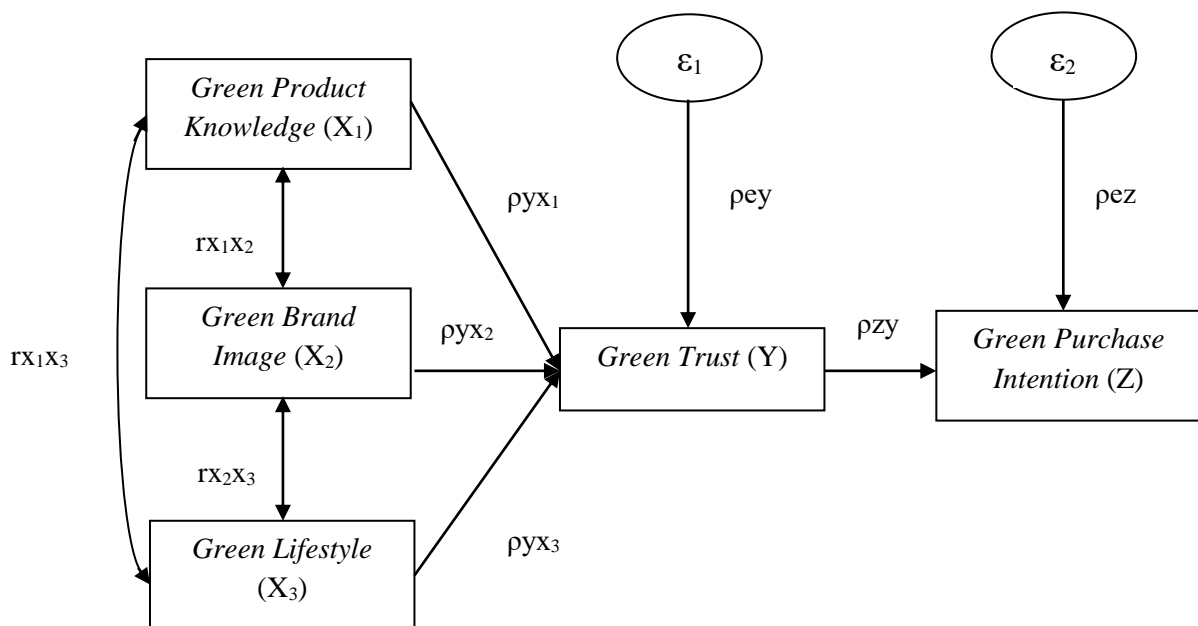 ε₁
ε₂
Green Product
Knowledge (X₁)
ρyx₁
ρey
ρez
rx₁x₂
Green Brand
Image (X₂)
ρyx₂
Green Trust (Y)
ρzy
Green Purchase
Intention (Z)
rx₁x₃
rx₂x₃
Green Lifestyle
(X₃)
ρyx₃